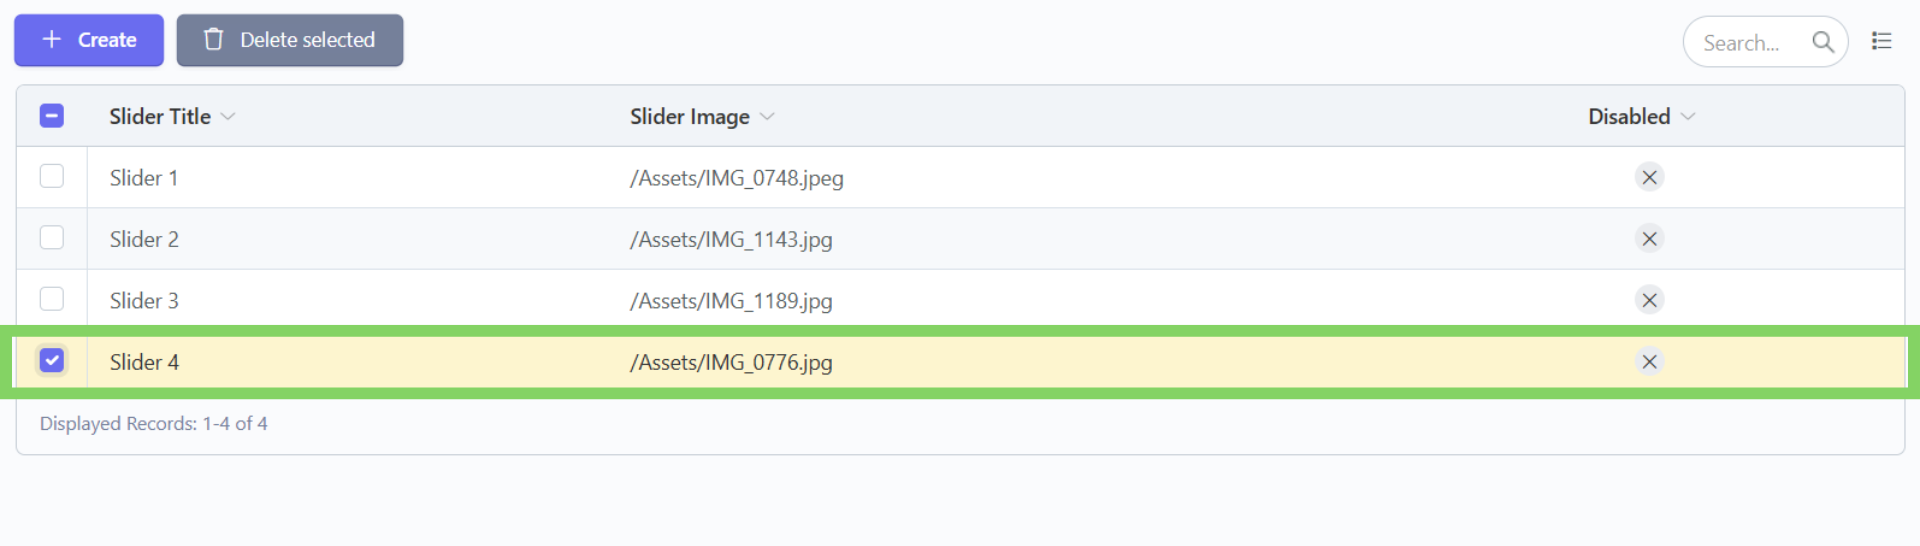 Create Delete selected Search...
Slider Title Slider Image Disabled
Slider 1 /Assets/IMG_0748.jpeg
Slider 2 /Assets/IMG_1143.jpg
Slider 3 /Assets/IMG_1189.jpg
Slider 4 /Assets/IMG_0776.jpg
Displayed Records: 1-4 of 4